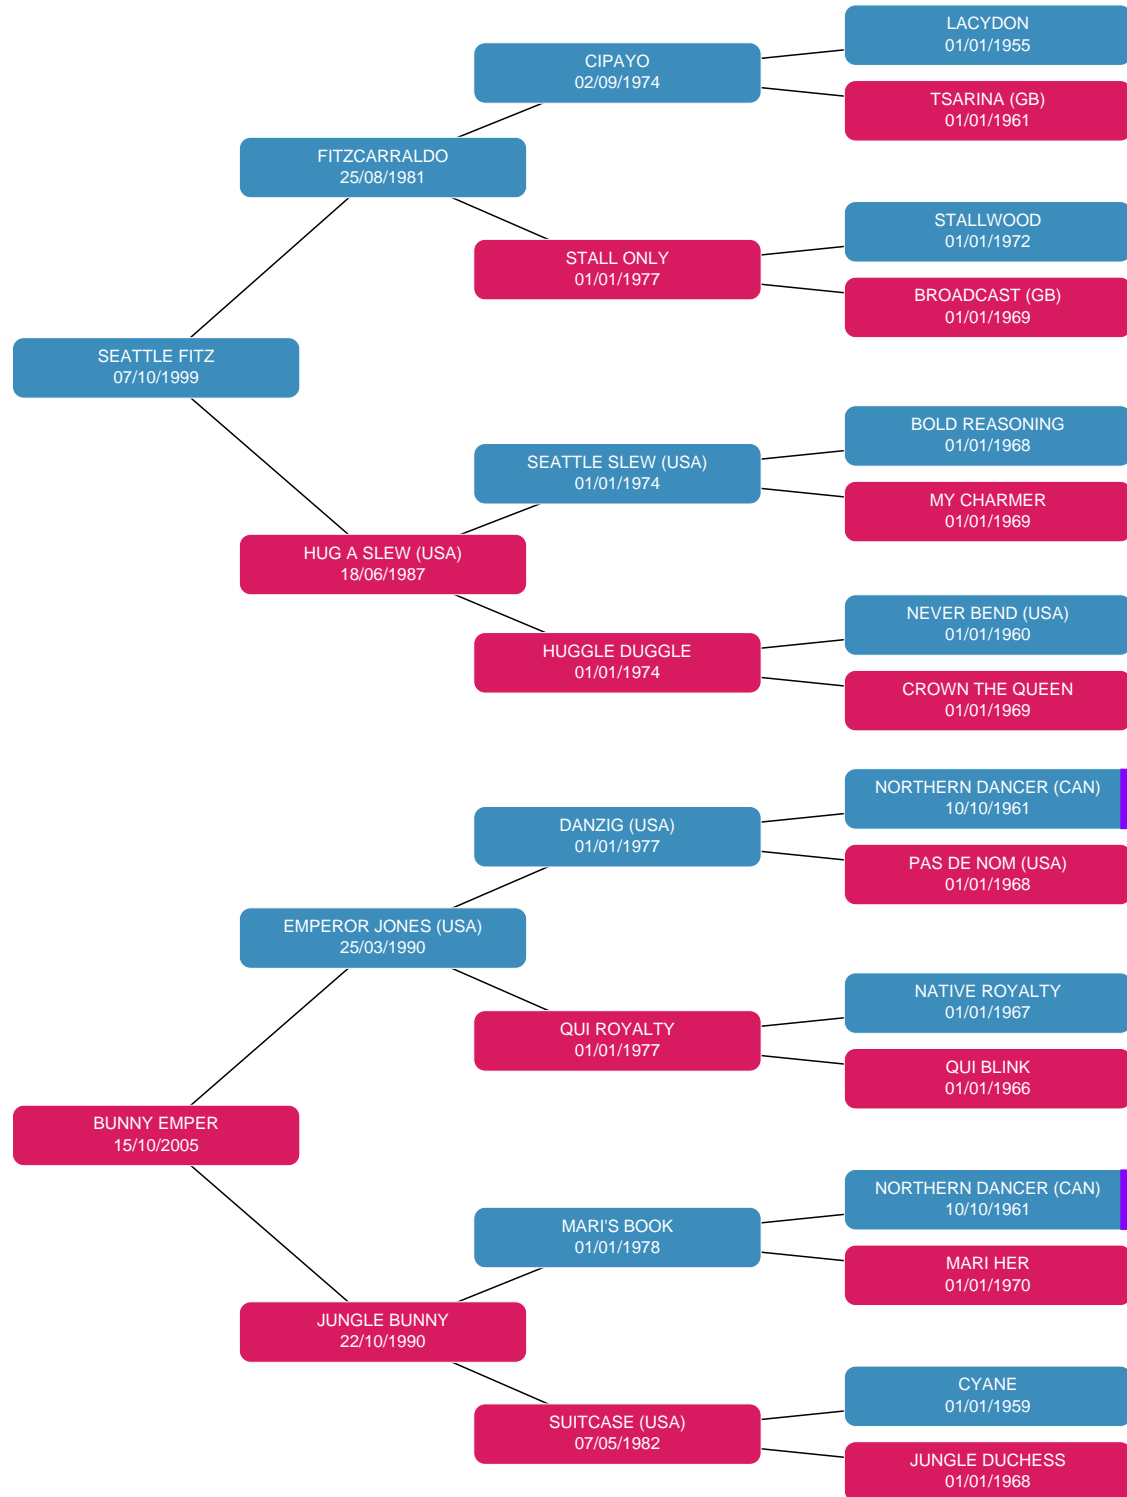 LACYDON
01/01/1955
CIPAYO
02/09/1974
TSARINA (GB)
01/01/1961
FITZCARRALDO
25/08/1981
STALLWOOD
01/01/1972
STALL ONLY
01/01/1977
BROADCAST (GB)
01/01/1969
SEATTLE FITZ
07/10/1999
BOLD REASONING
01/01/1968
SEATTLE SLEW (USA)
01/01/1974
MY CHARMER
01/01/1969
HUG A SLEW (USA)
18/06/1987
NEVER BEND (USA)
01/01/1960
HUGGLE DUGGLE
01/01/1974
CROWN THE QUEEN
01/01/1969
NORTHERN DANCER (CAN)
10/10/1961
DANZIG (USA)
01/01/1977
PAS DE NOM (USA)
01/01/1968
EMPEROR JONES (USA)
25/03/1990
NATIVE ROYALTY
01/01/1967
QUI ROYALTY
01/01/1977
QUI BLINK
01/01/1966
BUNNY EMPER
15/10/2005
NORTHERN DANCER (CAN)
10/10/1961
MARI'S BOOK
01/01/1978
MARI HER
01/01/1970
JUNGLE BUNNY
22/10/1990
CYANE
01/01/1959
SUITCASE (USA)
07/05/1982
JUNGLE DUCHESS
01/01/1968